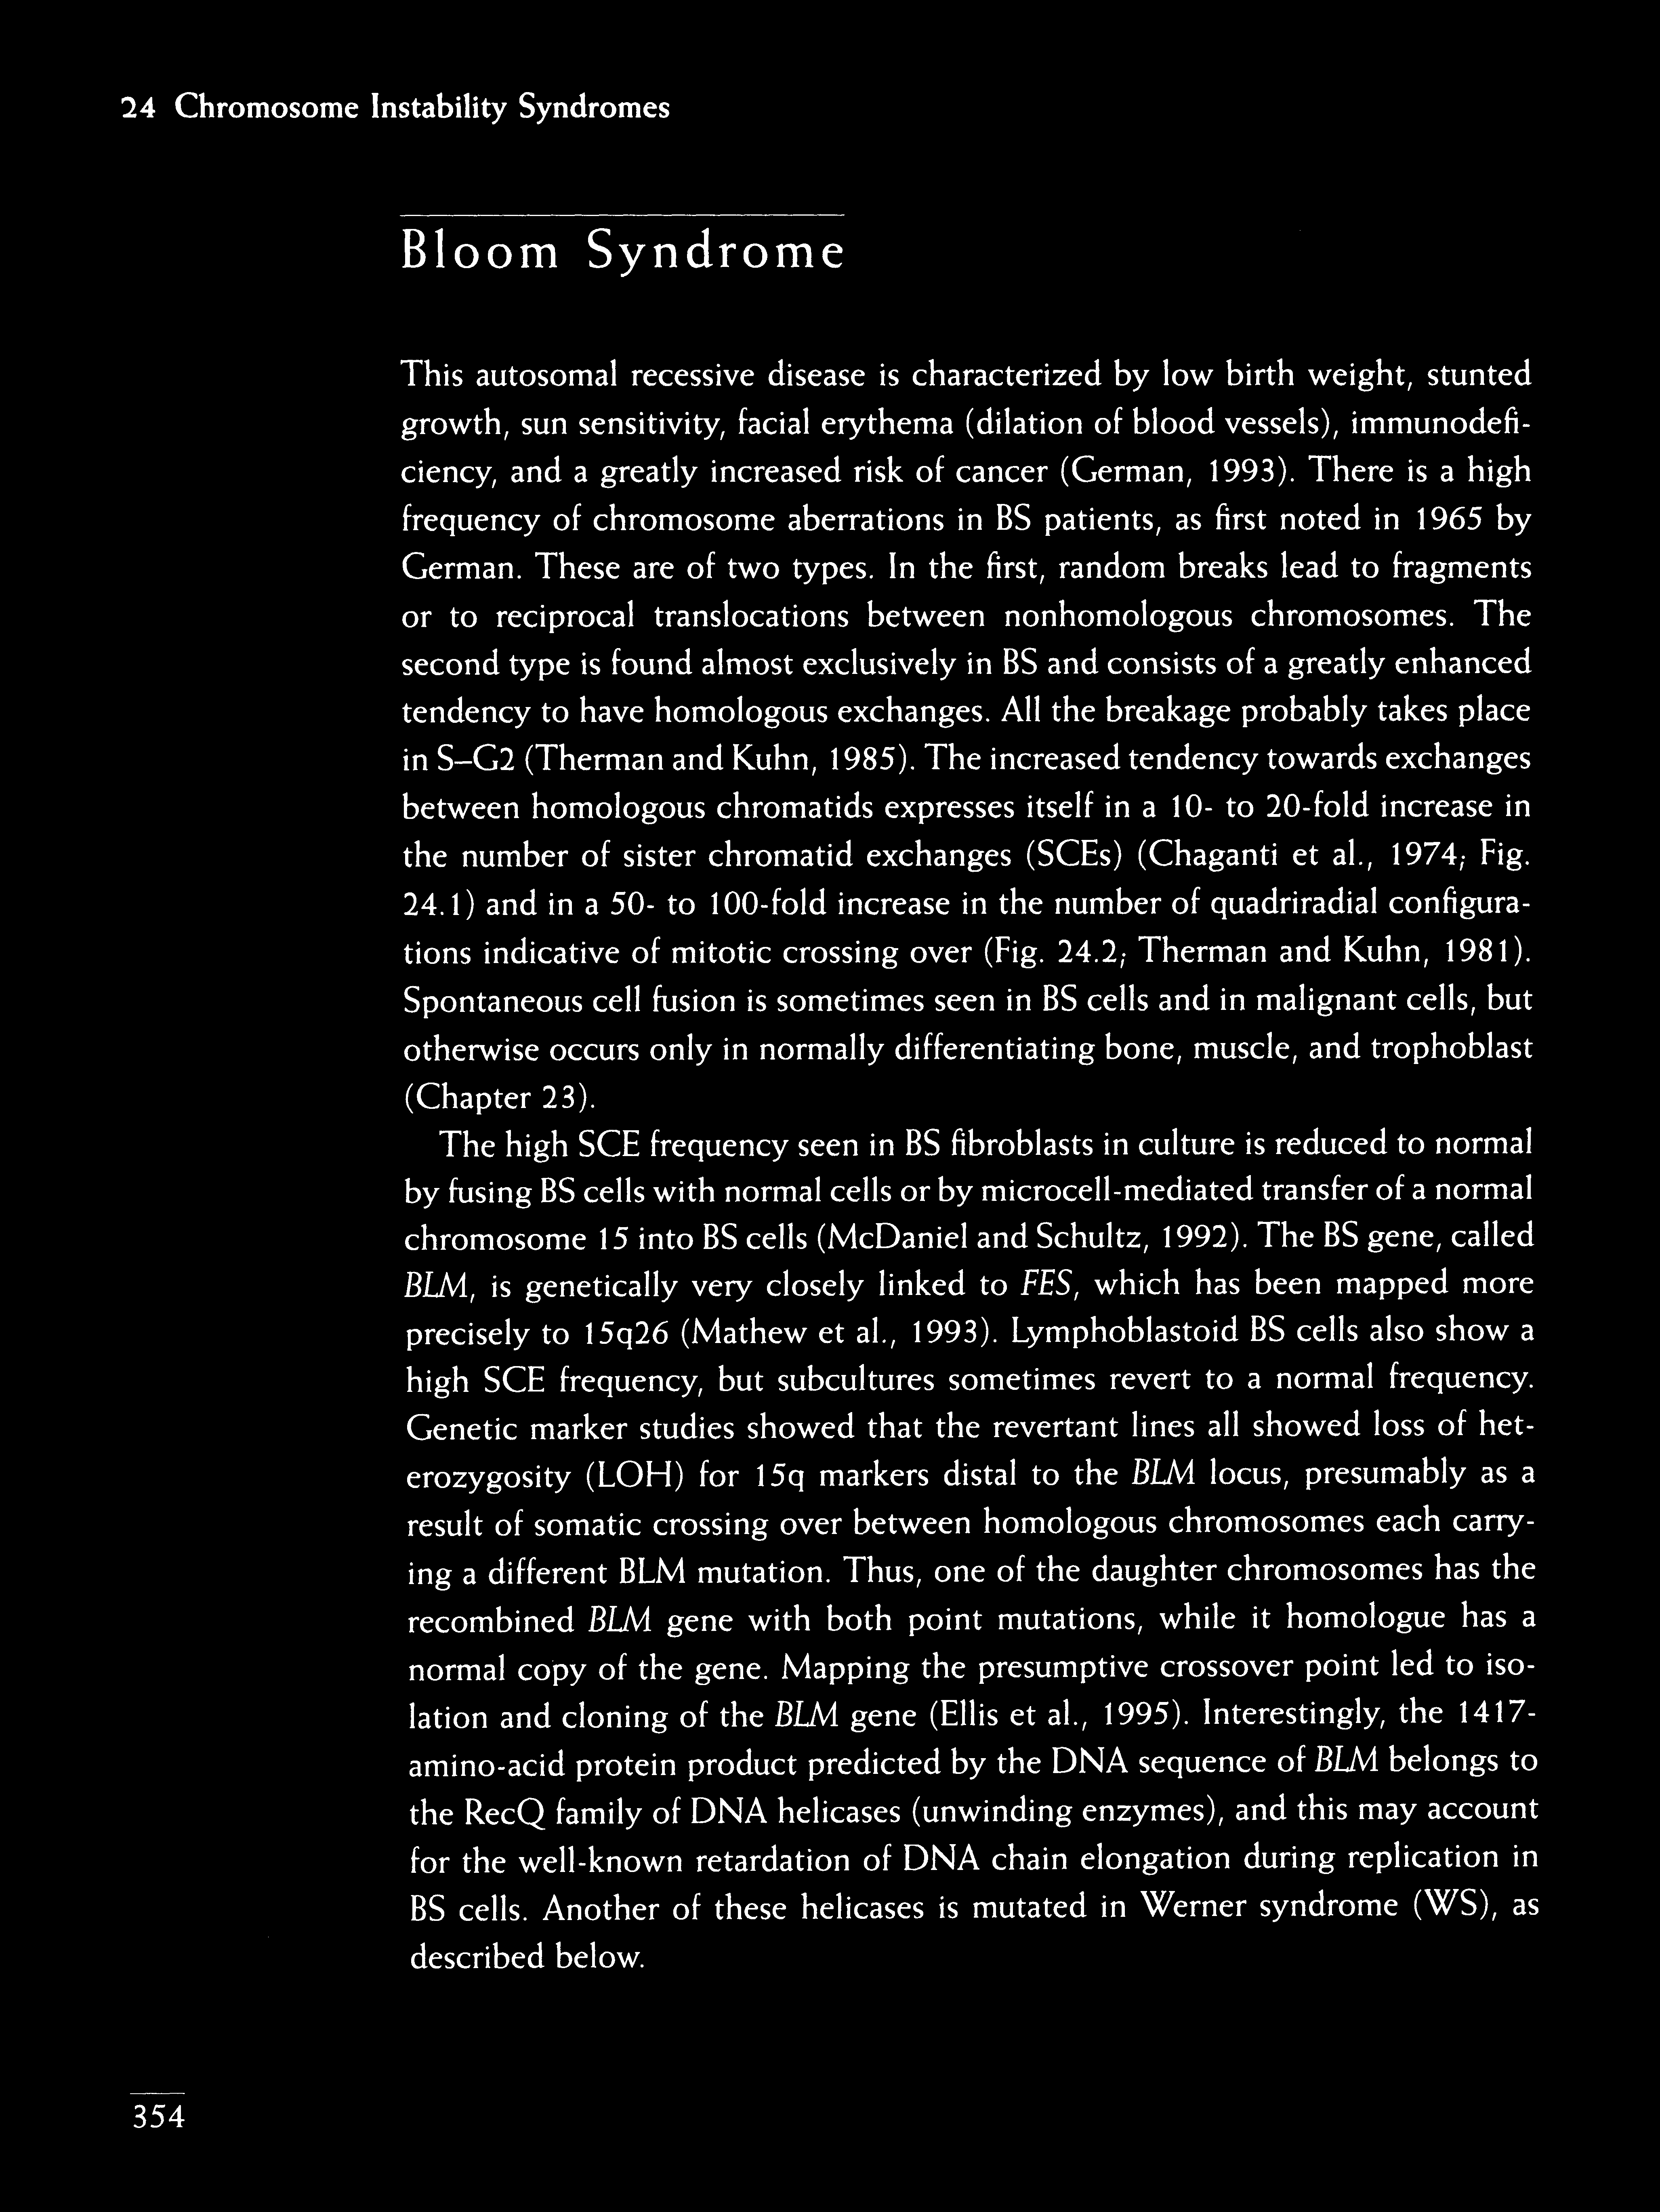 24 Chromosome Instability Syndromes
Bloom Syndrome
This autosomal recessive disease is characterized by low birth weight, stunted
growth, sun sensitivity, facial erythema (dilation of blood vessels), immunodefi-
ciency, and a greatly increased risk of cancer (German, 1993). There is a high
frequency of chromosome aberrations in BS patients, as first noted in 1965 by
German. These are of two types. In the first, random breaks lead to fragments
or to reciprocal translocations between nonhomologous chromosomes. The
second type is found almost exclusively in BS and consists of a greatly enhanced
tendency to have homologous exchanges. All the breakage probably takes place
in S–G2 (Therman and Kuhn, 1985). The increased tendency towards exchanges
between homologous chromatids expresses itself in a 10- to 20-fold increase in
the number of sister chromatid exchanges (SCEs) (Chaganti et al., 1974; Fig.
24.1) and in a 50- to 100-fold increase in the number of quadriradial configura-
tions indicative of mitotic crossing over (Fig. 24.2; Therman and Kuhn, 1981).
Spontaneous cell fusion is sometimes seen in BS cells and in malignant cells, but
otherwise occurs only in normally differentiating bone, muscle, and trophoblast
(Chapter 23).
The high SCE frequency seen in BS fibroblasts in culture is reduced to normal
by fusing BS cells with normal cells or by microcell-mediated transfer of a normal
chromosome 15 into BS cells (McDaniel and Schultz, 1992). The BS gene, called
BLM, is genetically very closely linked to FES, which has been mapped more
precisely to 15q26 (Mathew et al., 1993). Lymphoblastoid BS cells also show a
high SCE frequency, but subcultures sometimes revert to a normal frequency.
Genetic marker studies showed that the revertant lines all showed loss of het-
erozygosity (LOH) for 15q markers distal to the BLM locus, presumably as a
result of somatic crossing over between homologous chromosomes each carry-
ing a different BLM mutation. Thus, one of the daughter chromosomes has the
recombined BLM gene with both point mutations, while it homologue has a
normal copy of the gene. Mapping the presumptive crossover point led to iso-
lation and cloning of the BLM gene (Ellis et al., 1995). Interestingly, the 1417-
amino-acid protein product predicted by the DNA sequence of BLM belongs to
the RecQ family of DNA helicases (unwinding enzymes), and this may account
for the well-known retardation of DNA chain elongation during replication in
BS cells. Another of these helicases is mutated in Werner syndrome (WS), as
described below.
354